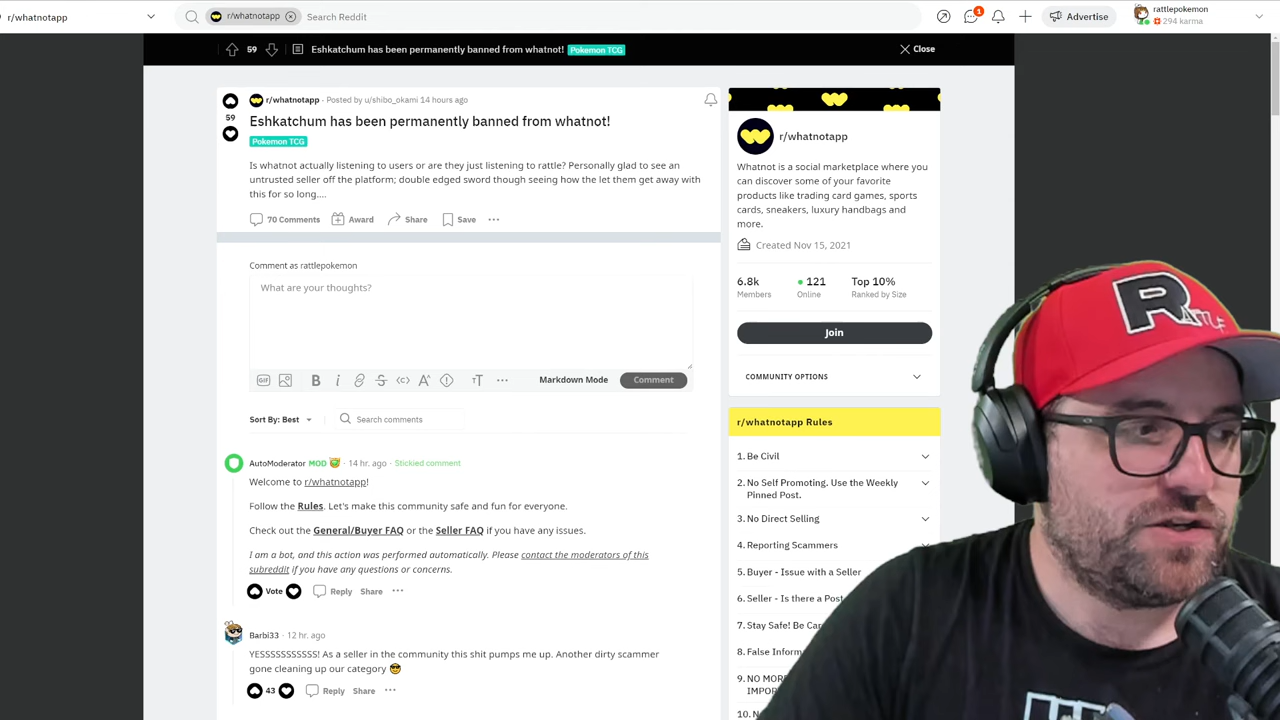 r/whatnotapp
r/whatnotapp
Search Reddit
1
Advertise
rattlepokemon
294 karma
59
Eshkatchum has been permanently banned from whatnot! Pokemon TCG
Close
r/whatnotapp · Posted by u/shibo_okami 14 hours ago
59
Eshkatchum has been permanently banned from whatnot!
Pokemon TCG
Is whatnot actually listening to users or are they just listening to rattle? Personally glad to see an
untrusted seller off the platform; double edged sword though seeing how the let them get away with
this for so long....
70 Comments Award Share Save
Comment as rattlepokemon
What are your thoughts?
GIF B i A T
Markdown Mode
Comment
Sort By: Best
Search comments
AutoModerator MOD · 14 hr. ago · Stickied comment
Welcome to r/whatnotapp!
Follow the Rules. Let's make this community safe and fun for everyone.
Check out the General/Buyer FAQ or the Seller FAQ if you have any issues.
I am a bot, and this action was performed automatically. Please contact the moderators of this
subreddit if you have any questions or concerns.
Vote Reply Share
Barbi33 · 12 hr. ago
YESSSSSSSSSSS! As a seller in the community this shit pumps me up. Another dirty scammer
gone cleaning up our category
43 Reply Share
r/whatnotapp
Whatnot is a social marketplace where you
can discover some of your favorite
products like trading card games, sports
cards, sneakers, luxury handbags and
more.
Created Nov 15, 2021
6.8k 121 Top 10%
Members Online Ranked by Size
Join
COMMUNITY OPTIONS
r/whatnotapp Rules
1. Be Civil
2. No Self Promoting. Use the Weekly
Pinned Post.
3. No Direct Selling
4. Reporting Scammers
5. Buyer - Issue with a Seller
6. Seller - Is there a Post
7. Stay Safe! Be Car
8. False Inform
9. NO MOR
IMPO
10. N
RATTLE